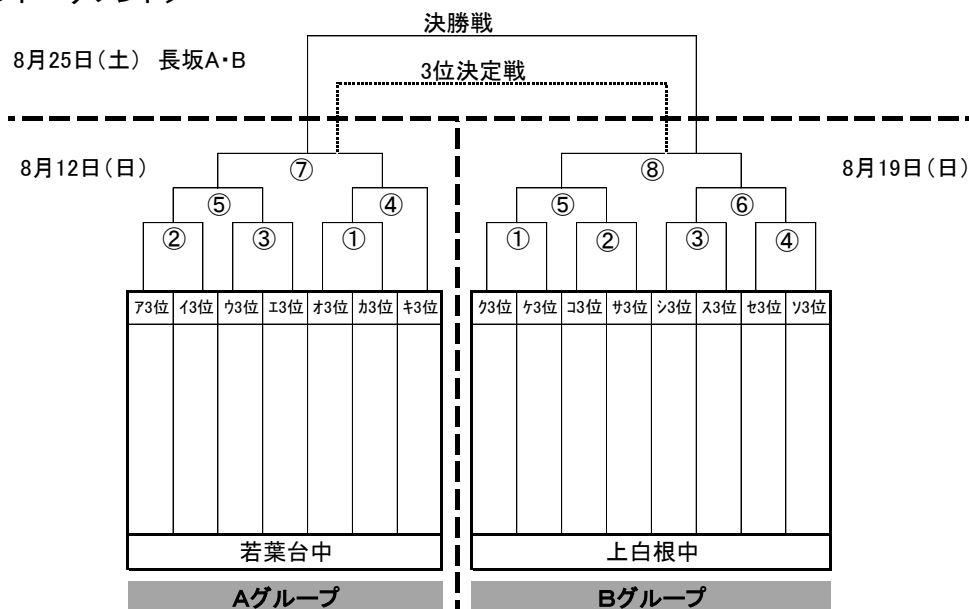 決勝戦
8月25日(土) 長坂A・B
3位決定戦
8月12日(日)
⑦
⑧
8月19日(日)
⑤
④
⑤
⑥
②
③
①
①
②
③
④
ｱ3位 ｲ3位 ｳ3位 ｴ3位 ｵ3位 ｶ3位 ｷ3位
ｸ3位 ｹ3位 ｺ3位 ｻ3位 ｼ3位 ｽ3位 ｾ3位 ｿ3位
若葉台中
上白根中
Aグループ
Bグループ